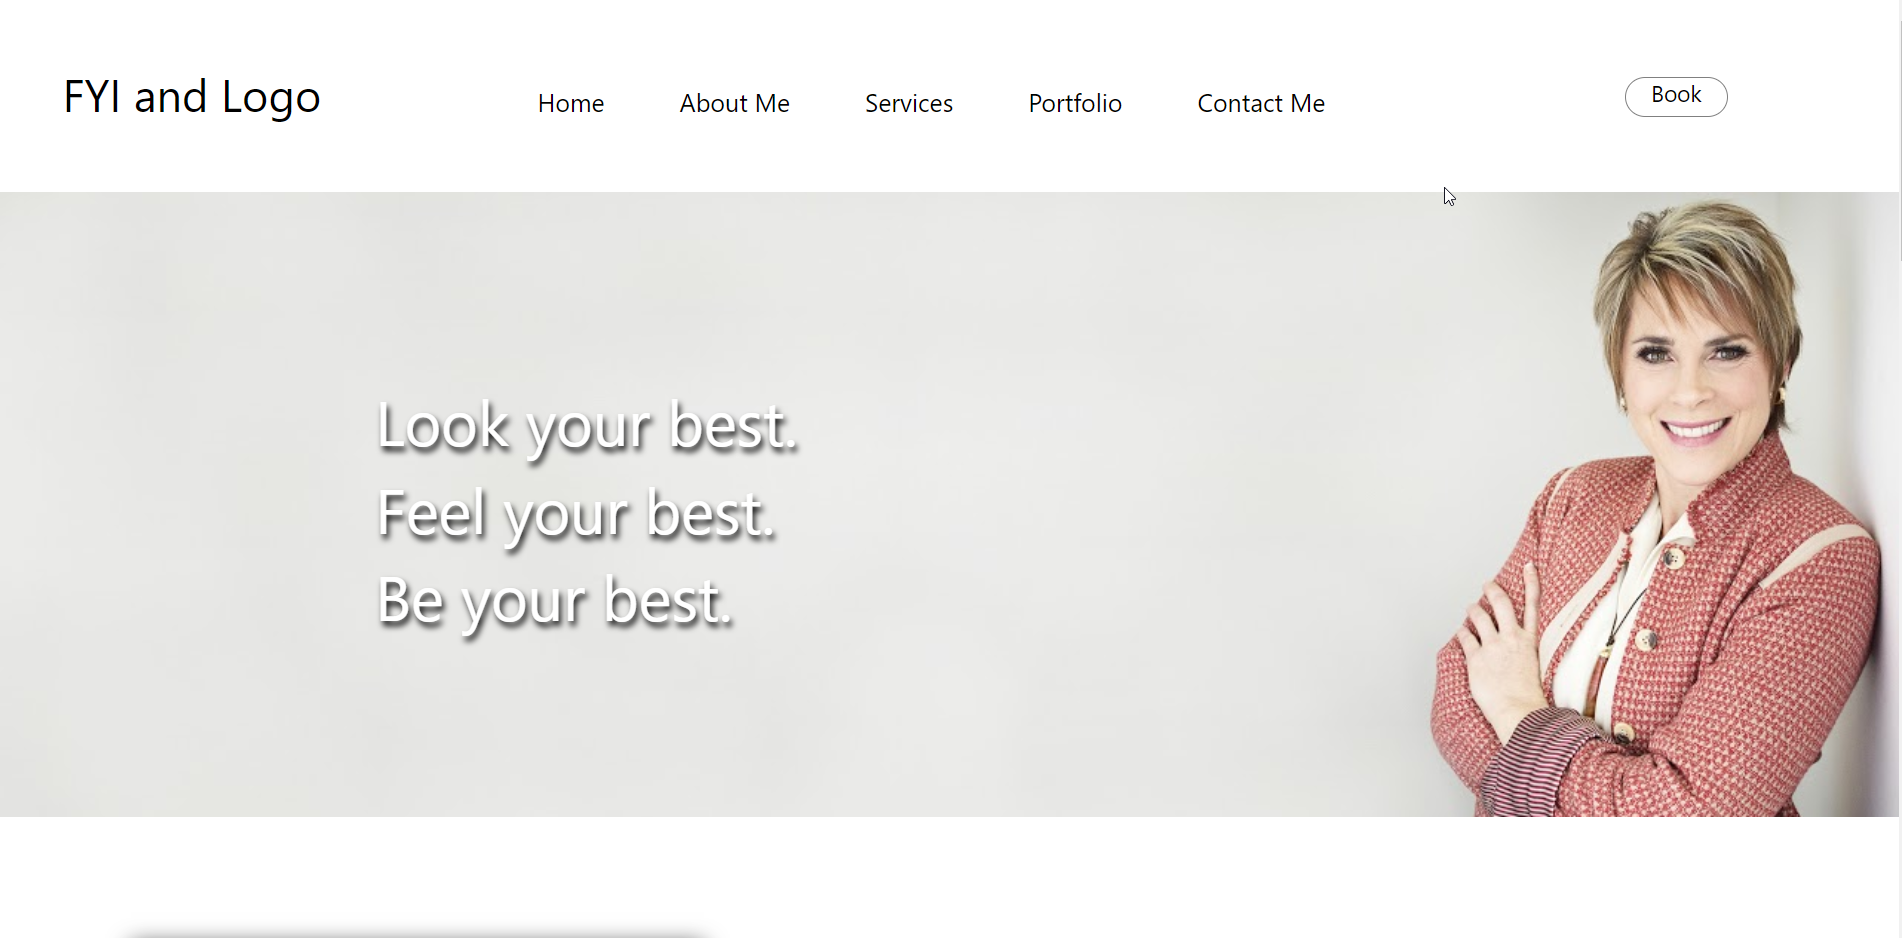 FYI and Logo
Home About Me Services Portfolio Contact Me
Book
Look your best.
Feel your best.
Be your best.